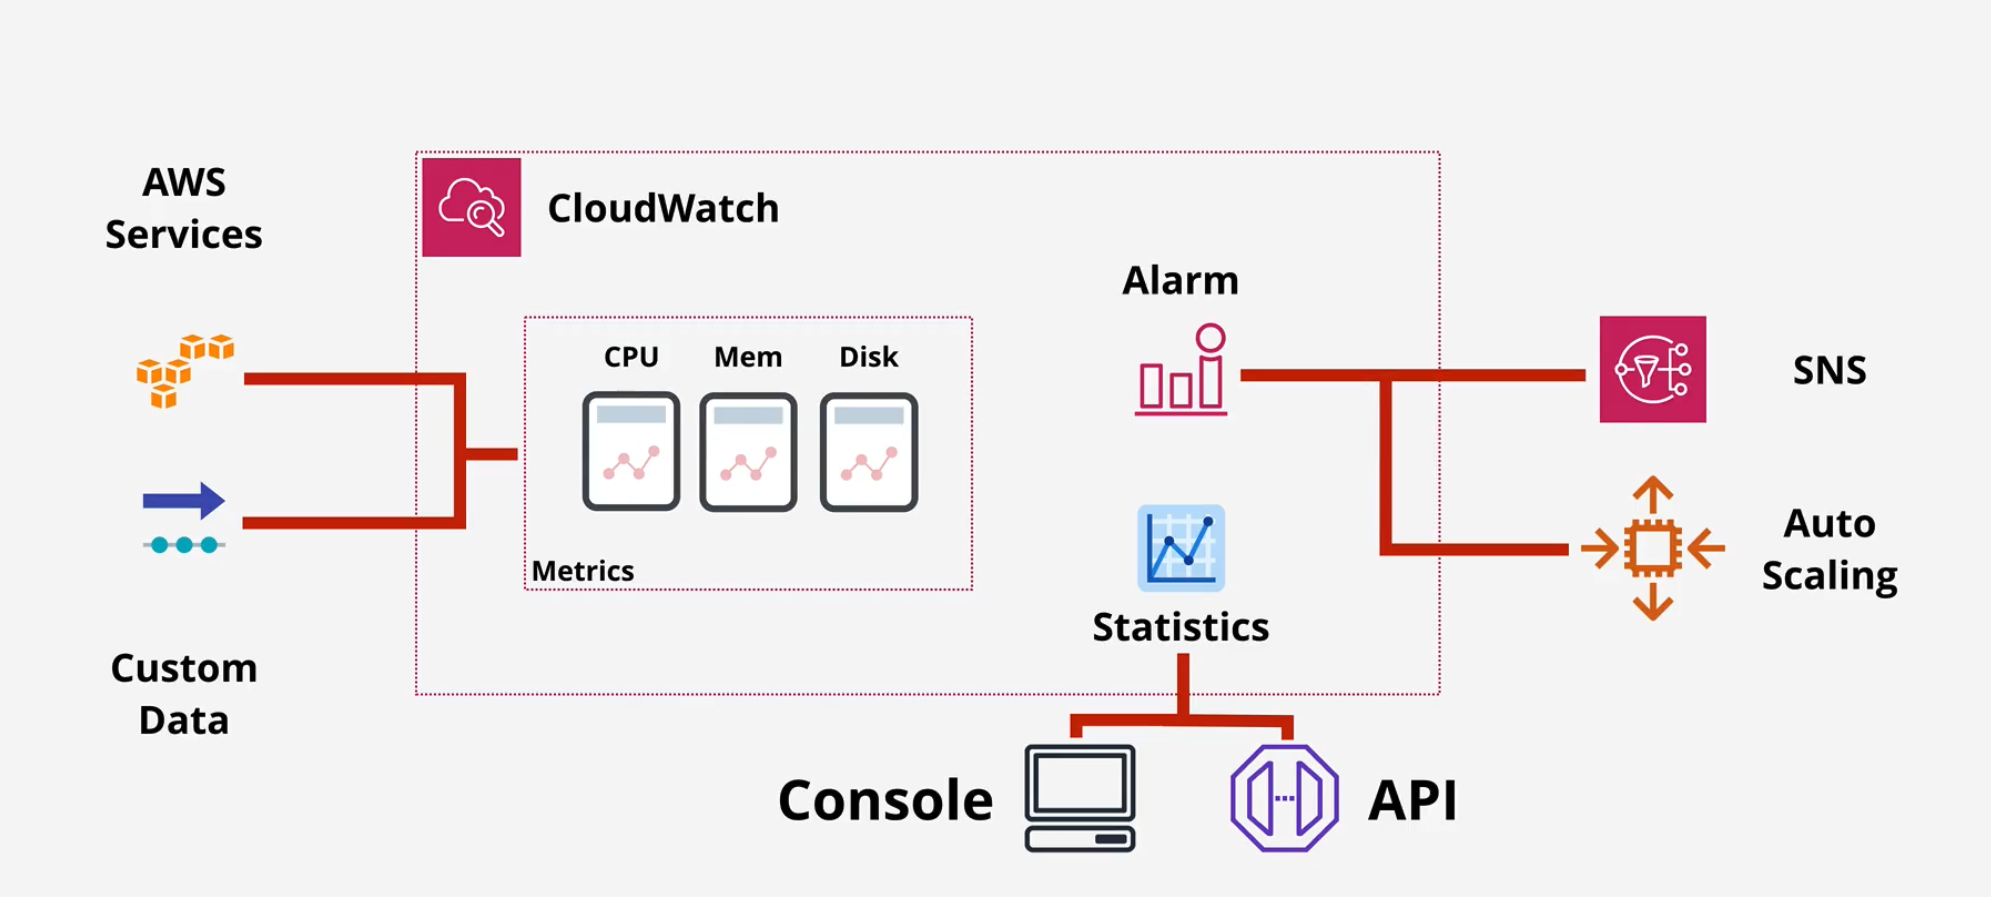 AWS
Services
CloudWatch
Alarm
CPU
Mem
Disk
SNS
Metrics
Auto
Scaling
Statistics
Custom
Data
Console
API